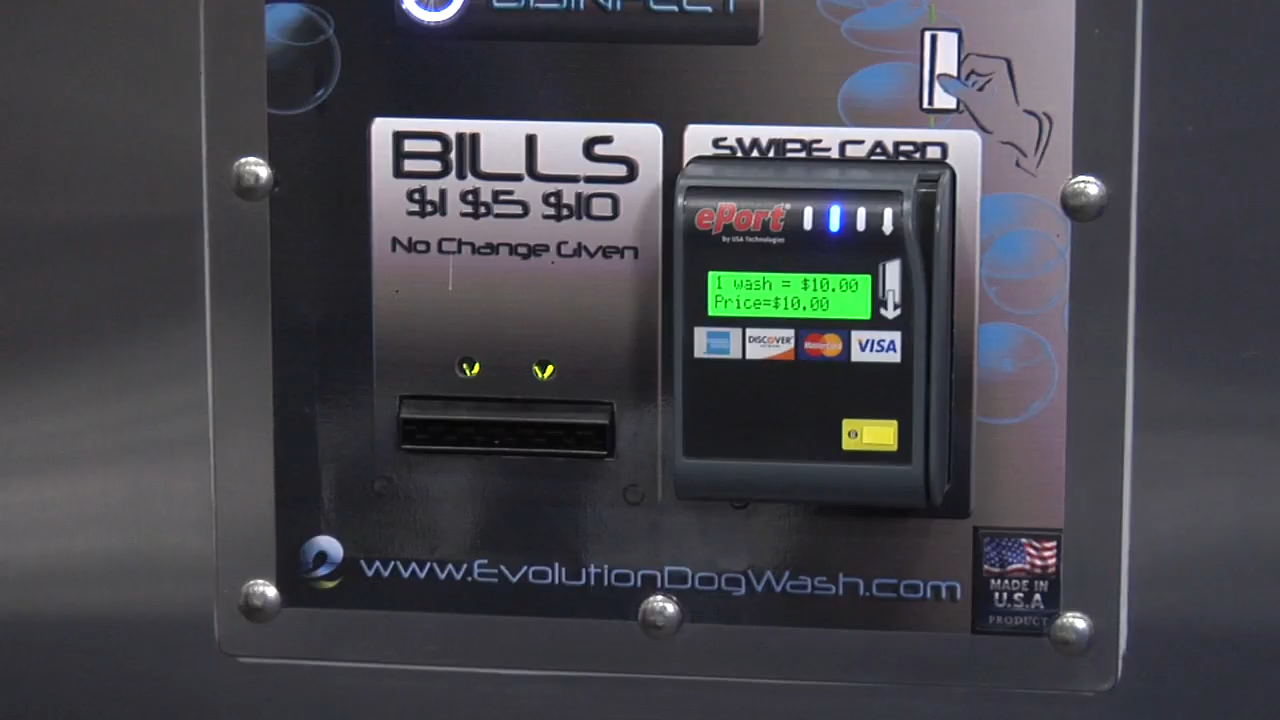 BILLS
$1 $5 $10
No Change Given
SWIPE CARD
ePort
by USA Technologies
1 wash = $10.00
Price=$10.00
DISCOVER
MasterCard
VISA
www.EvolutionDogWash.com
MADE IN
U.S.A
PRODUCT